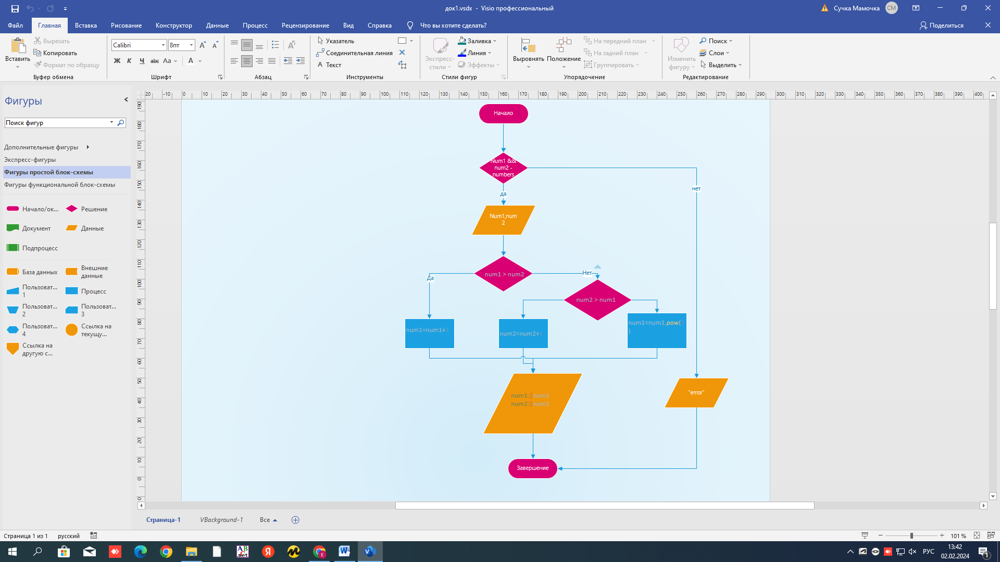 док1.vsdx - Visio профессиональный
Сучка Мамочка
СМ
Файл
Главная
Вставка
Рисование
Конструктор
Данные
Процесс
Рецензирование
Вид
Справка
Что вы хотите сделать?
Поделиться
Вставить
Вырезать
Копировать
Формат по образцу
Буфер обмена
Calibri
8пт
Ж К Ч abc Aa A
Шрифт
Абзац
Указатель
Соединительная линия
Текст
Инструменты
Экспресс-
стили
Заливка
Линия
Эффекты
Стили фигур
Выровнять
Положение
На передний план
На задний план
Группировать
Упорядочение
Изменить
фигуру
Поиск
Слои
Выделить
Редактирование
Фигуры
Поиск фигур
Дополнительные фигуры
Экспресс-фигуры
Фигуры простой блок-схемы
Фигуры функциональной блок-схемы
Начало/ок...
Решение
Документ
Данные
Подпроцесс
База данных
Внешние
данные
Пользоват...
1
Процесс
Пользоват...
2
Пользоват...
3
Пользоват...
4
Ссылка на
текущу...
Ссылка на
другую с...
20 -10 0 10 20 30 40 50 60 70 80 90 100 110 120 130 140 150 160 170 180 190 200 210 220 230 240 250 260 270 280 290 300 310 320 330 340 350 360 370 380 390 400
190
180
170
160
150
140
130
120
110
100
90
80
70
60
50
40
30
20
10
0
Начало
Num1 &&
num2 -
numbers
нет
да
Num1,num
2
num1 > num2
Да
Нет
num2 > num1
num1=num1+1
num2=num2+1
num1=num1.pow(
)
num1:$num1
num2:$num2
"error"
Завершение
Страница-1
VBackground-1
Все
Страница 1 из 1
русский
101 %
РУС
13:42
02.02.2024
1